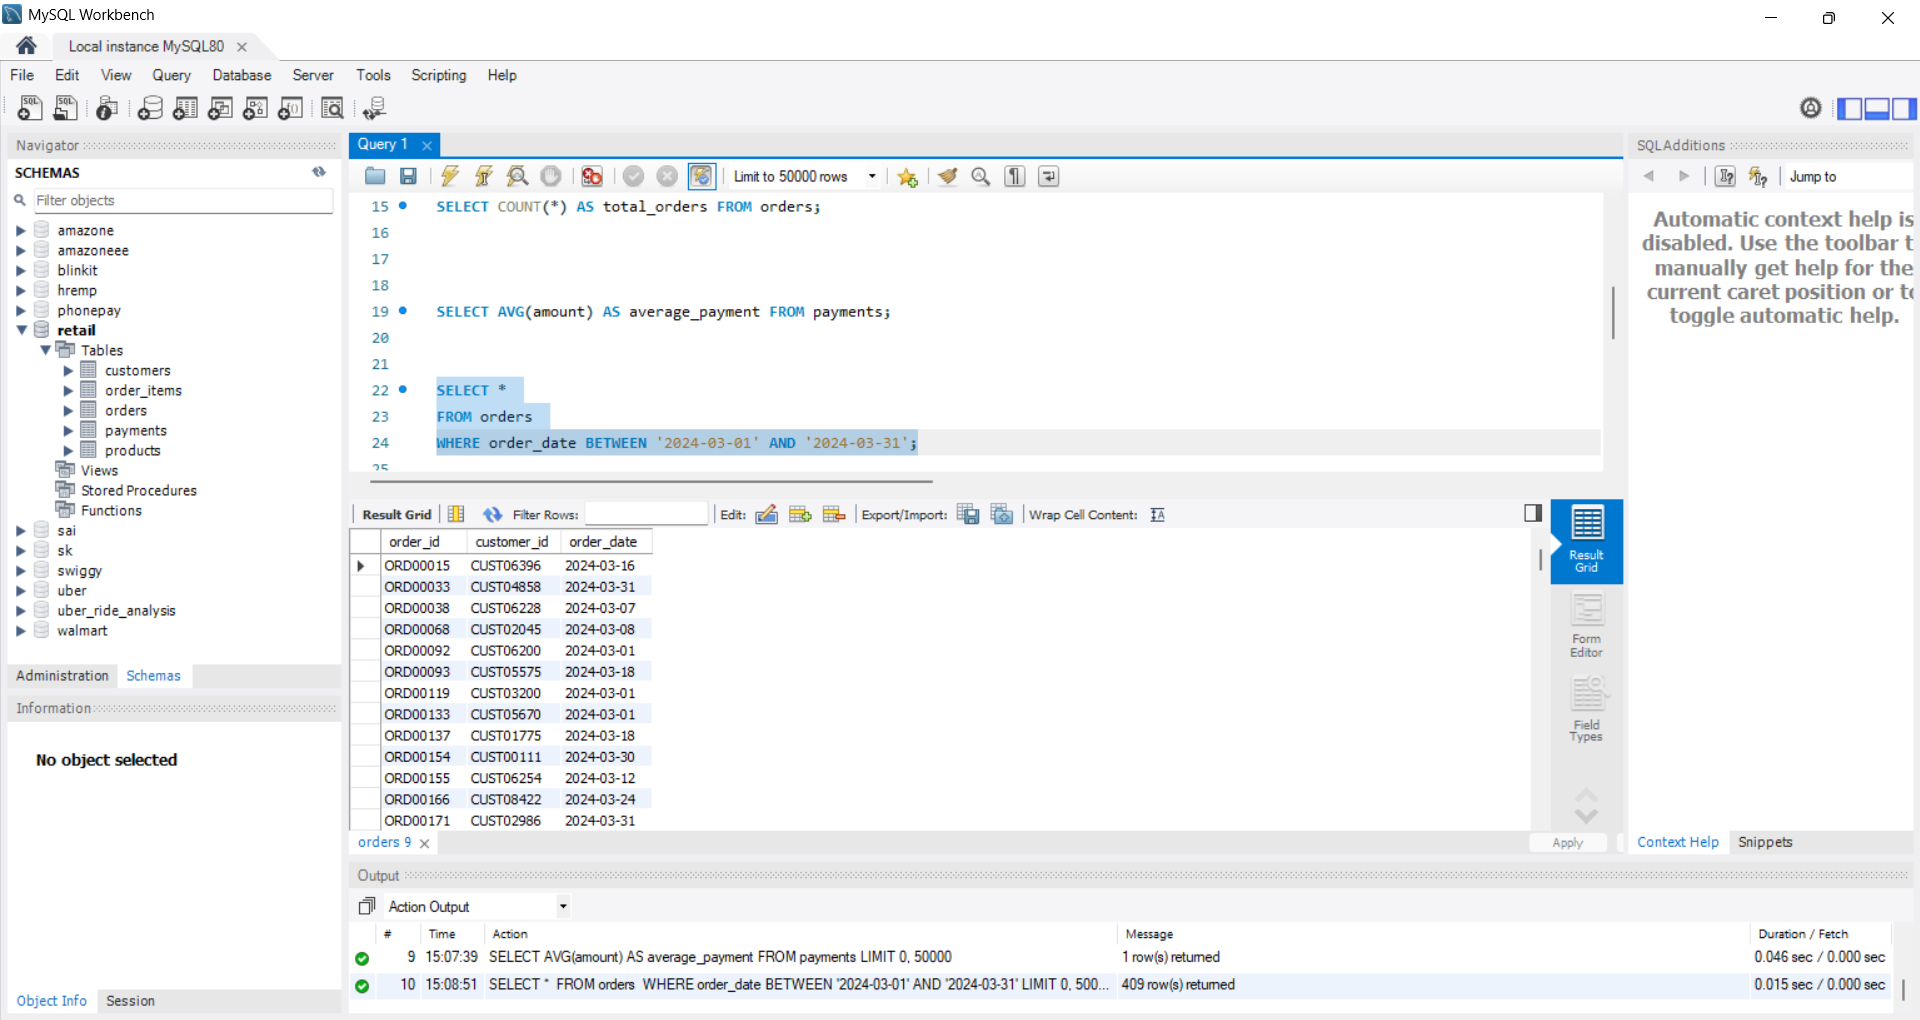 MySQL Workbench
Local instance MySQL80
File Edit View Query Database Server Tools Scripting Help
Navigator
SCHEMAS
Filter objects
amazone
amazoneee
blinkit
hremp
phonepay
retail
Tables
customers
order_items
orders
payments
products
Views
Stored Procedures
Functions
sai
sk
swiggy
uber
uber_ride_analysis
walmart
Administration Schemas
Information
No object selected
Object Info Session
Query 1
Limit to 50000 rows
15 SELECT COUNT(*) AS total_orders FROM orders;
16
17
18
19 SELECT AVG(amount) AS average_payment FROM payments;
20
21
22 SELECT *
23 FROM orders
24 WHERE order_date BETWEEN '2024-03-01' AND '2024-03-31';
25
Result Grid Filter Rows: Edit: Export/Import: Wrap Cell Content:
order_id customer_id order_date
ORD00015 CUST06396 2024-03-16
ORD00033 CUST04858 2024-03-31
ORD00038 CUST06228 2024-03-07
ORD00068 CUST02045 2024-03-08
ORD00092 CUST06200 2024-03-01
ORD00093 CUST05575 2024-03-18
ORD00119 CUST03200 2024-03-01
ORD00133 CUST05670 2024-03-01
ORD00137 CUST01775 2024-03-18
ORD00154 CUST00111 2024-03-30
ORD00155 CUST06254 2024-03-12
ORD00166 CUST08422 2024-03-24
ORD00171 CUST02986 2024-03-31
Result
Grid
Form
Editor
Field
Types
orders 9
Apply
SQLAdditions
Jump to
Automatic context help is
disabled. Use the toolbar t
manually get help for the
current caret position or to
toggle automatic help.
Context Help Snippets
Output
Action Output
# Time Action Message Duration / Fetch
9 15:07:39 SELECT AVG(amount) AS average_payment FROM payments LIMIT 0, 50000 1 row(s) returned 0.046 sec / 0.000 sec
10 15:08:51 SELECT * FROM orders WHERE order_date BETWEEN '2024-03-01' AND '2024-03-31' LIMIT 0, 500... 409 row(s) returned 0.015 sec / 0.000 sec